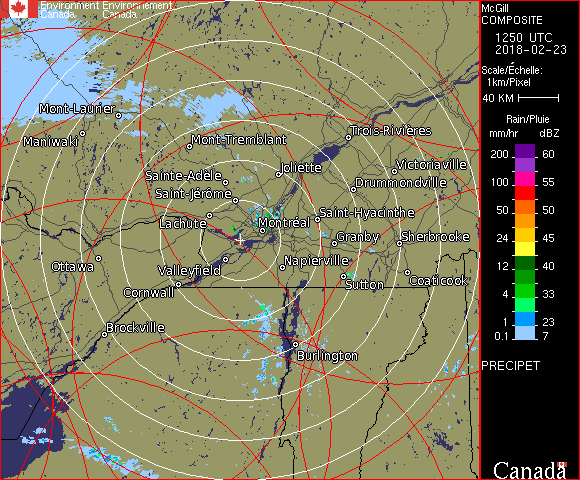 Environment Environnement
Canada Canada
McGill
COMPOSITE
1250 UTC
2018-02-23
Scale/Échelle:
1km/Pixel
40 KM
Rain/Pluie
mm/hr dBZ
200 60
100 55
50 50
24 45
12 40
4 33
1 23
0.1 7
PRECIPET
Canada
Mont-Laurier
Maniwaki
Mont-Tremblant
Trois-Rivières
Sainte-Adèle
Joliette
Victoriaville
Saint-Jérôme
Drummondville
Lachute
Montréal
Saint-Hyacinthe
Granby
Sherbrooke
Ottawa
Valleyfield
Napierville
Cornwall
Sutton
Coaticook
Brockville
Burlington